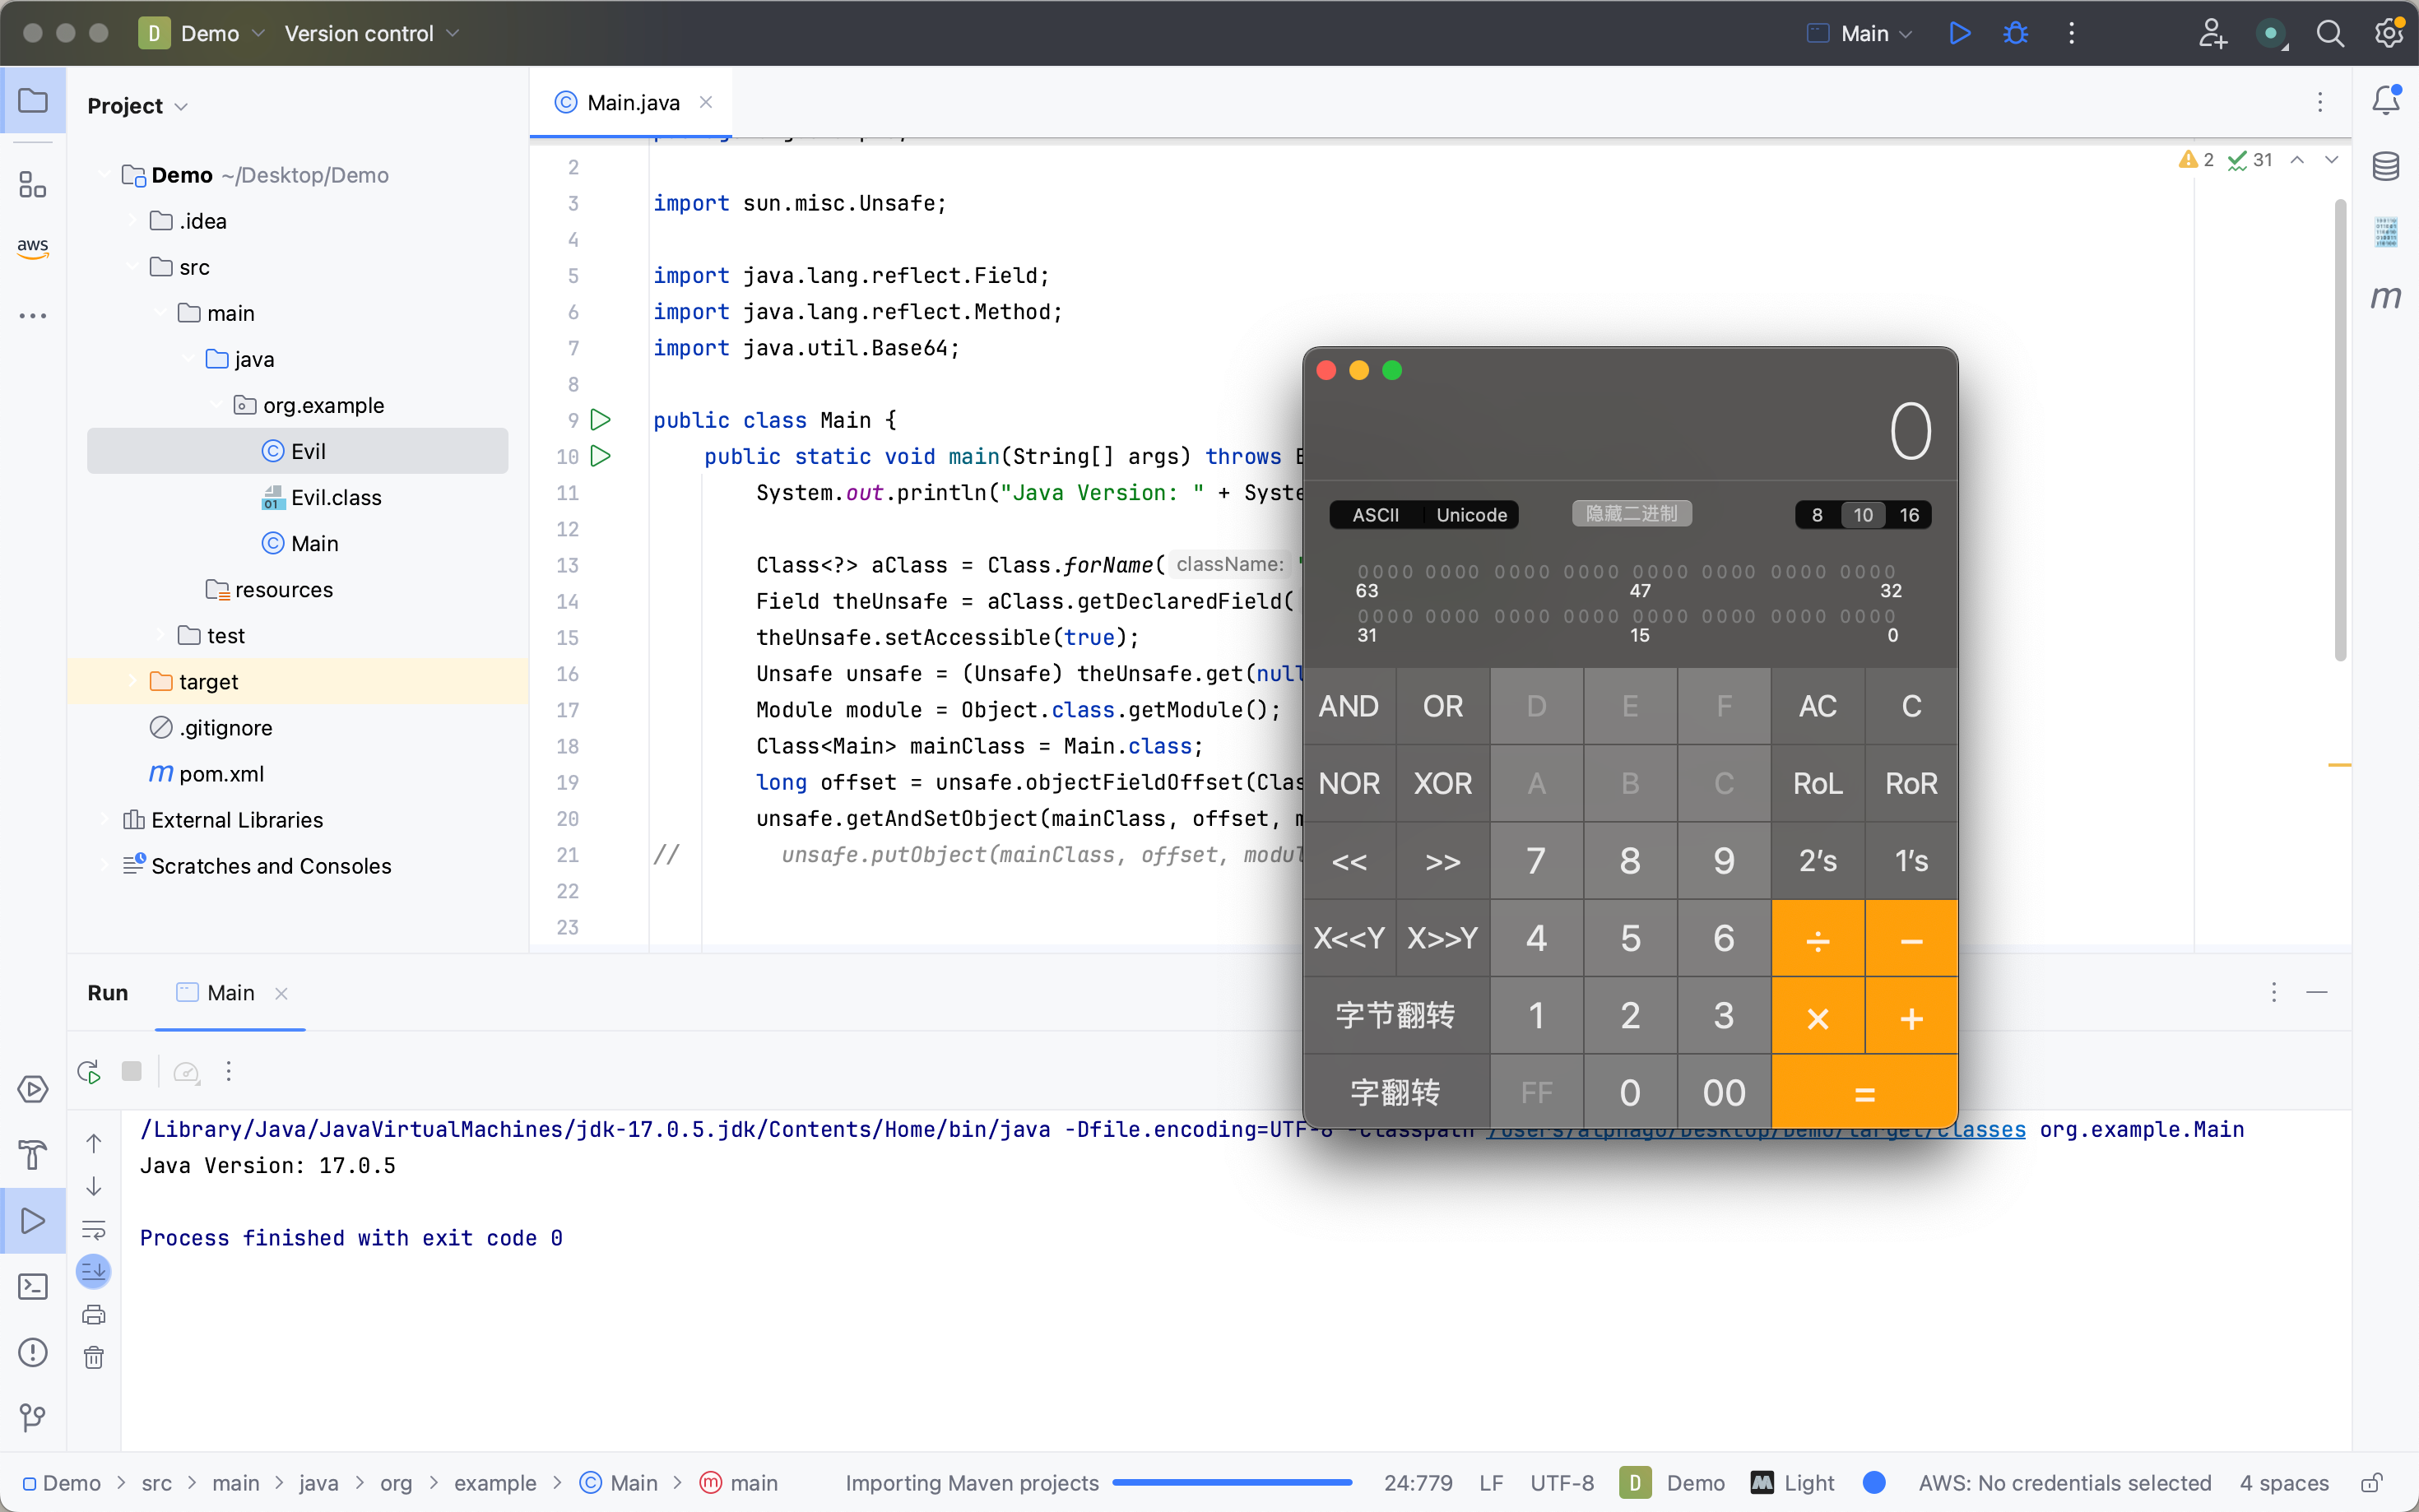 D Demo Version control Main
Project
Main.java
Demo ~/Desktop/Demo
.idea
src
main
java
org.example
Evil
Evil.class
Main
resources
test
target
.gitignore
pom.xml
External Libraries
Scratches and Consoles
aws
2 31
2
3 import sun.misc.Unsafe;
4
5 import java.lang.reflect.Field;
6 import java.lang.reflect.Method;
7 import java.util.Base64;
8
9 public class Main {
10 public static void main(String[] args) throws
11 System.out.println("Java Version: " +
12
13 Class<?> aClass = Class.forName( className:
14 Field theUnsafe = aClass.getDeclaredField(
15 theUnsafe.setAccessible(true);
16 Unsafe unsafe = (Unsafe) theUnsafe.get(null
17 Module module = Object.class.getModule();
18 Class<Main> mainClass = Main.class;
19 long offset = unsafe.objectFieldOffset(
20 unsafe.getAndSetObject(mainClass, offset,
21 // unsafe.putObject(mainClass, offset,
22
23
0
ASCII Unicode 隐藏二进制 8 10 16
0000 0000 0000 0000 0000 0000 0000 0000
63 47 32
0000 0000 0000 0000 0000 0000 0000 0000
31 15 0
AND OR D E F AC C
NOR XOR A B C RoL RoR
<< >> 7 8 9 2's 1's
X<<Y X>>Y 4 5 6 ÷ −
字节翻转 1 2 3 × +
字翻转 FF 0 00 =
Run Main
/Library/Java/JavaVirtualMachines/jdk-17.0.5.jdk/Contents/Home/bin/java -Dfile.encoding=UTF-8 -classpath /Users/alphag0/Desktop/Demo/target/classes org.example.Main
Java Version: 17.0.5
Process finished with exit code 0
Demo > src > main > java > org > example > Main > main Importing Maven projects 24:779 LF UTF-8 D Demo Light AWS: No credentials selected 4 spaces